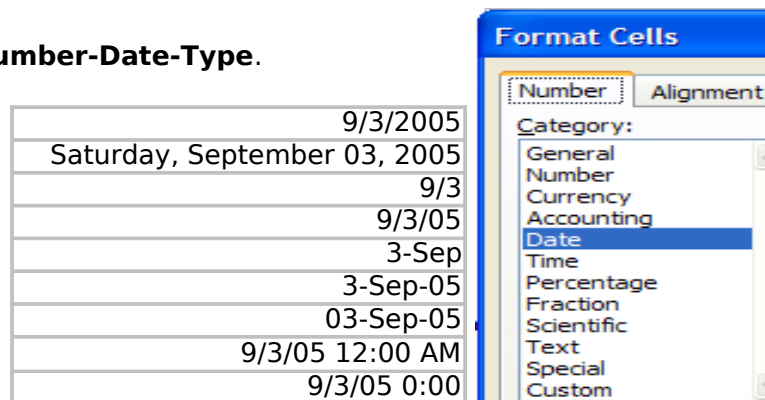 umber-Date-Type.
9/3/2005
Saturday, September 03, 2005
9/3
9/3/05
3-Sep
3-Sep-05
03-Sep-05
9/3/05 12:00 AM
9/3/05 0:00
Format Cells
Number Alignment
Category:
General
Number
Currency
Accounting
Date
Time
Percentage
Fraction
Scientific
Text
Special
Custom